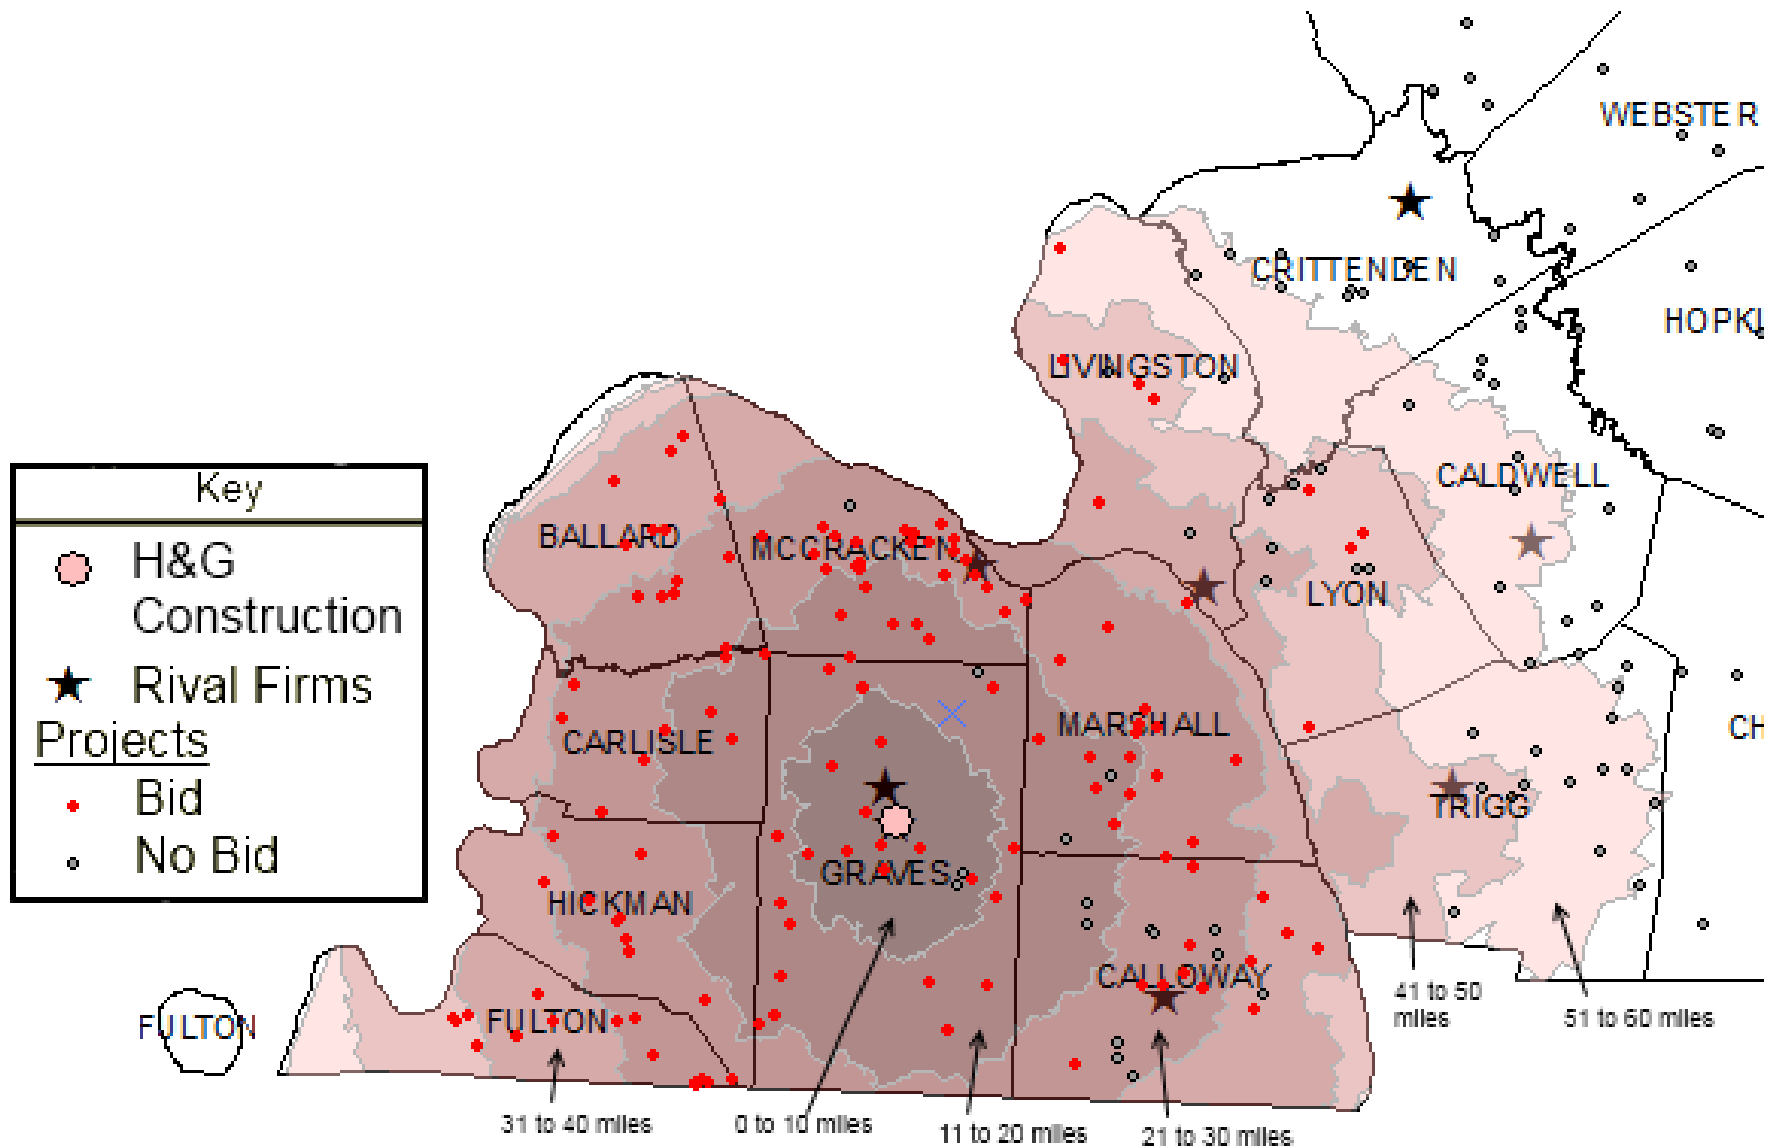 WEBSTER
CRITTENDEN
HOPKI
LIVINGSTON
CALDWELL
Key
H&G
Construction
Rival Firms
Projects
Bid
No Bid
BALLARD
MCCRACKEN
LYON
CARLISLE
MARSHALL
CH
TRIGG
GRAVES
HICKMAN
CALLOWAY
FULTON
FULTON
41 to 50
miles
51 to 60 miles
31 to 40 miles
0 to 10 miles
11 to 20 miles
21 to 30 miles